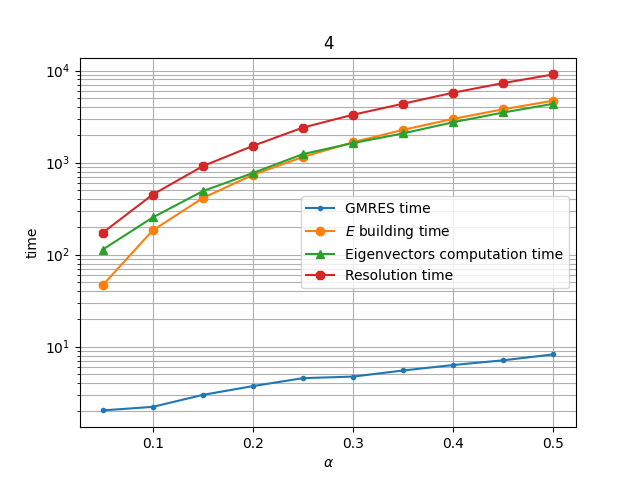 4
time
10^4
10^3
10^2
10^1
GMRES time
E building time
Eigenvectors computation time
Resolution time
0.1 0.2 0.3 0.4 0.5
α